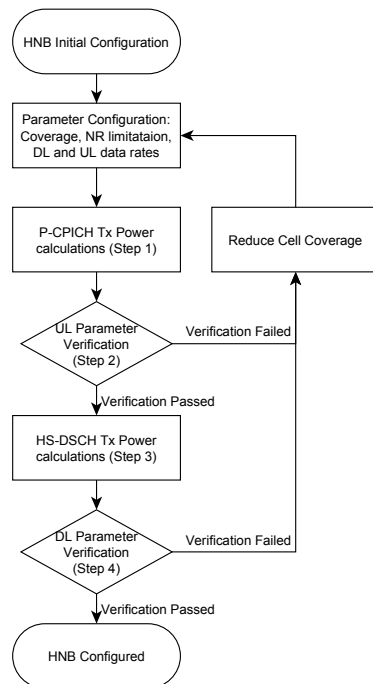 HNB Initial Configuration
Parameter Configuration:
Coverage, NR limitataion,
DL and UL data rates
P-CPICH Tx Power
calculations (Step 1)
Reduce Cell Coverage
UL Parameter
Verification
(Step 2)
Verification Failed
Verification Passed
HS-DSCH Tx Power
calculations (Step 3)
DL Parameter
Verification
(Step 4)
Verification Failed
Verification Passed
HNB Configured